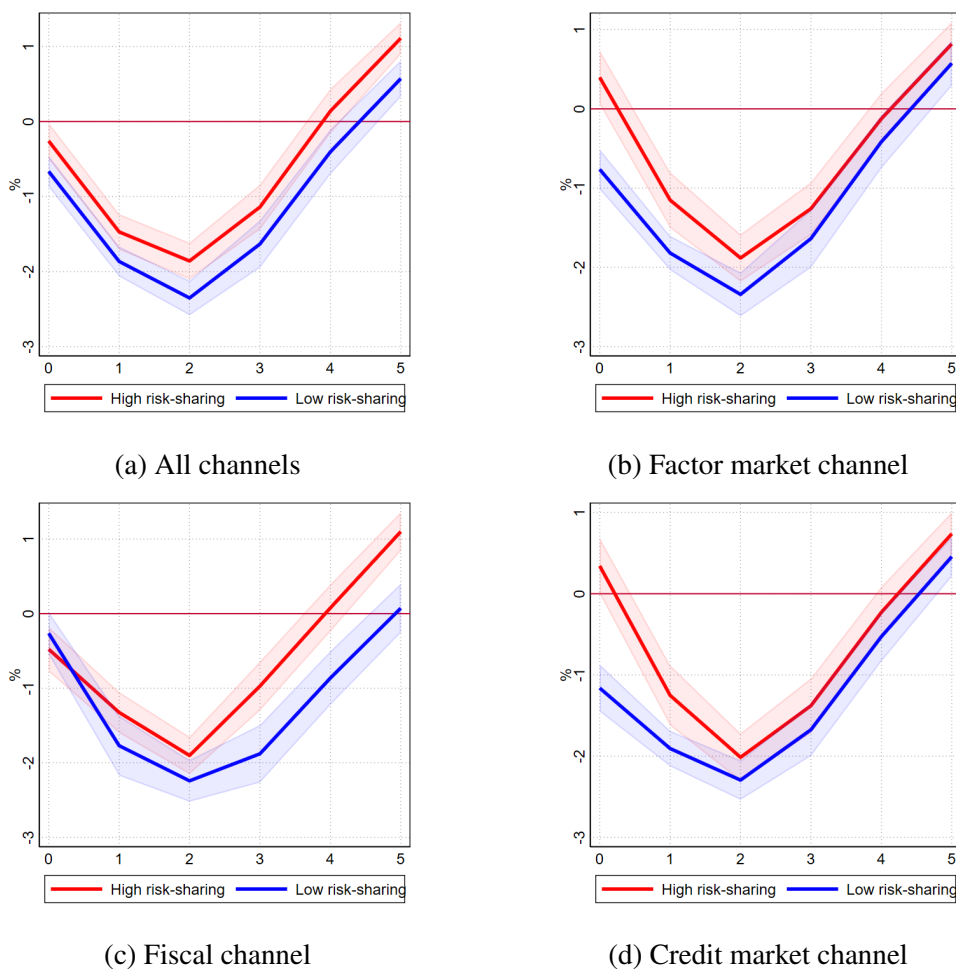 1
0
%
-1
-2
-3
0 1 2 3 4 5
High risk-sharing Low risk-sharing
(a) All channels
1
0
%
-1
-2
-3
0 1 2 3 4 5
High risk-sharing Low risk-sharing
(b) Factor market channel
1
0
%
-1
-2
-3
0 1 2 3 4 5
High risk-sharing Low risk-sharing
(c) Fiscal channel
1
0
%
-1
-2
-3
0 1 2 3 4 5
High risk-sharing Low risk-sharing
(d) Credit market channel